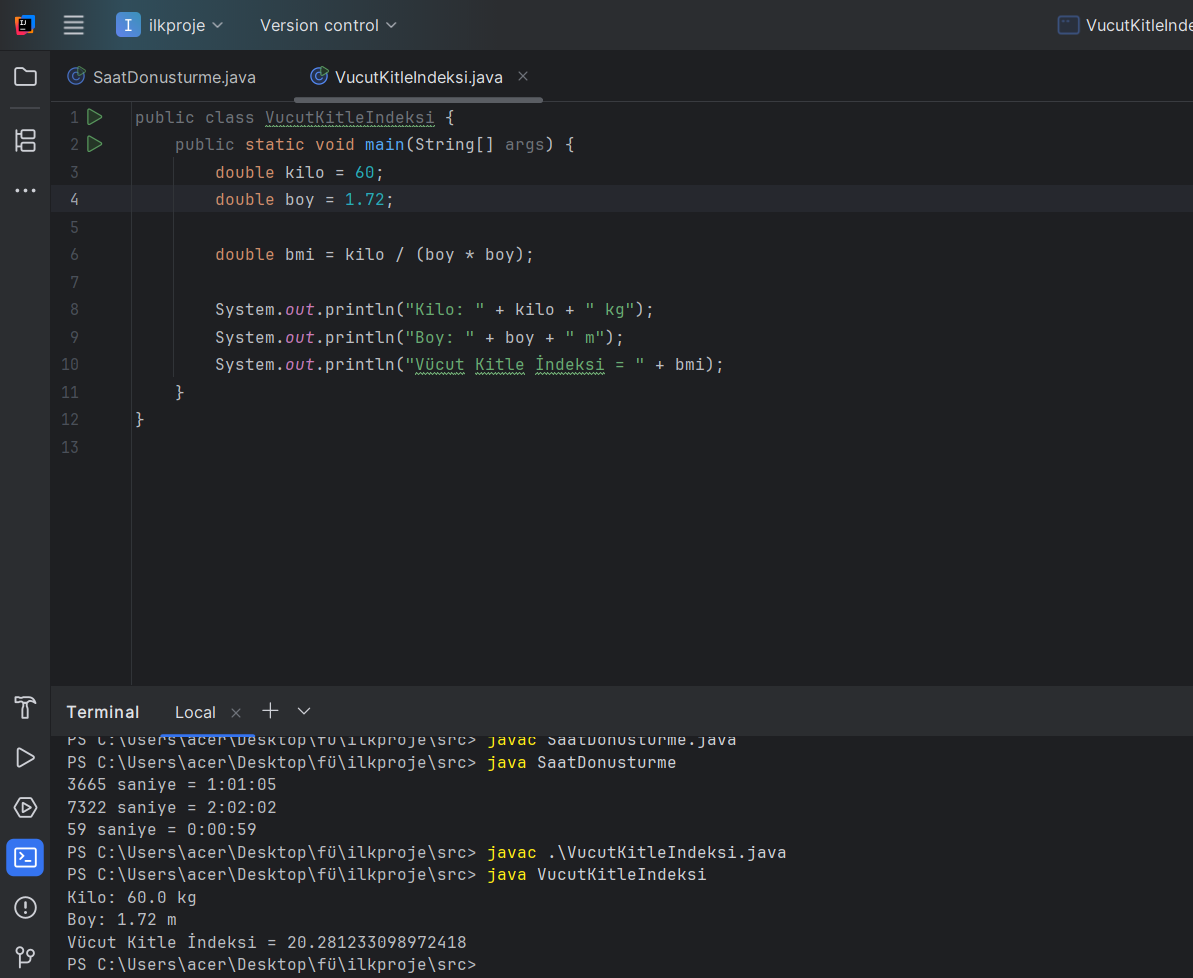 I ilkproje Version control VucutKitleInde
SaatDonusturme.java VucutKitleIndeksi.java
1 public class VucutKitleIndeksi {
2 public static void main(String[] args) {
3 double kilo = 60;
4 double boy = 1.72;
5
6 double bmi = kilo / (boy * boy);
7
8 System.out.println("Kilo: " + kilo + " kg");
9 System.out.println("Boy: " + boy + " m");
10 System.out.println("Vücut Kitle İndeksi = " + bmi);
11 }
12 }
13
Terminal Local
PS C:\Users\acer\Desktop\fü\ilkproje\src> javac SaatDonusturme.java
PS C:\Users\acer\Desktop\fü\ilkproje\src> java SaatDonusturme
3665 saniye = 1:01:05
7322 saniye = 2:02:02
59 saniye = 0:00:59
PS C:\Users\acer\Desktop\fü\ilkproje\src> javac .\VucutKitleIndeksi.java
PS C:\Users\acer\Desktop\fü\ilkproje\src> java VucutKitleIndeksi
Kilo: 60.0 kg
Boy: 1.72 m
Vücut Kitle İndeksi = 20.281233098972418
PS C:\Users\acer\Desktop\fü\ilkproje\src>